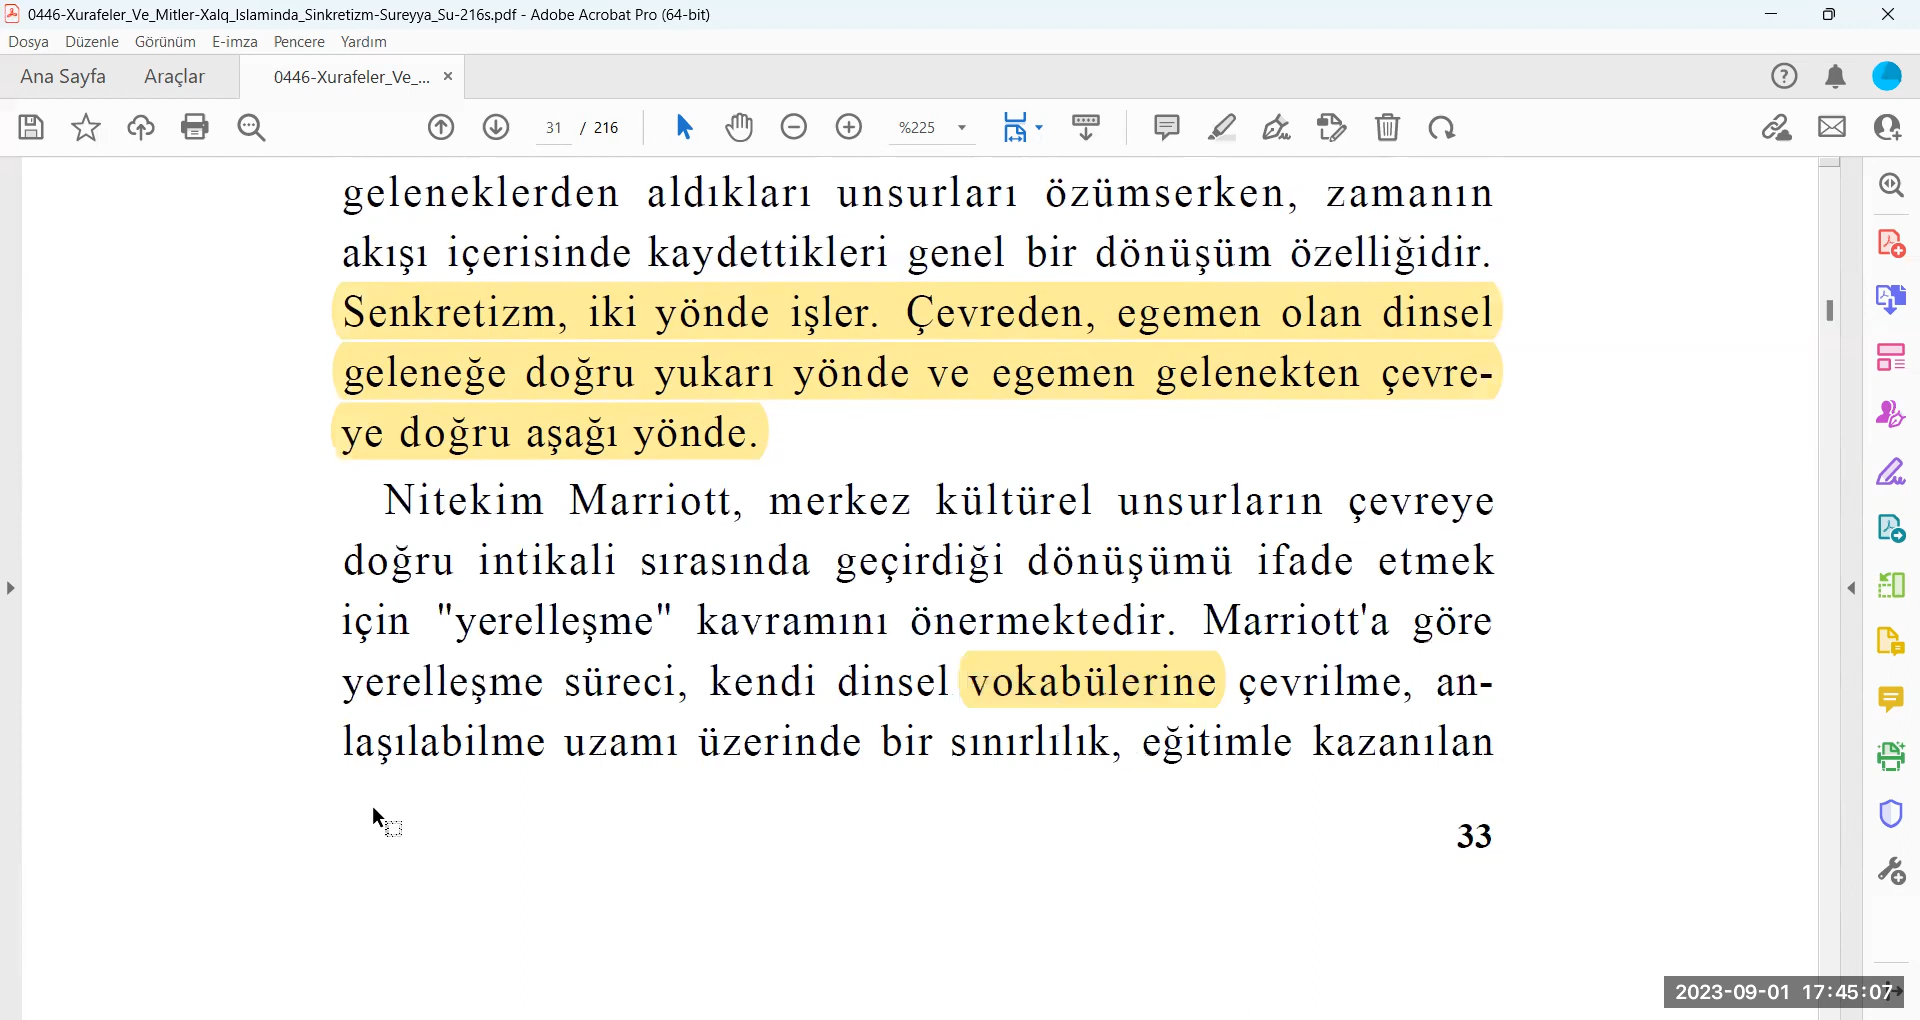 0446-Xurafeler_Ve_Mitler-Xalq_Islaminda_Sinkretizm-Sureyya_Su-216s.pdf - Adobe Acrobat Pro (64-bit)
Dosya Düzenle Görünüm E-imza Pencere Yardım
Ana Sayfa Araçlar 0446-Xurafeler_Ve_... ×
31 / 216 %225
geleneklerden aldıkları unsurları özümserken, zamanın
akışı içerisinde kaydettikleri genel bir dönüşüm özelliğidir.
Senkretizm, iki yönde işler. Çevreden, egemen olan dinsel
geleneğe doğru yukarı yönde ve egemen gelenekten çevre-
ye doğru aşağı yönde.
Nitekim Marriott, merkez kültürel unsurların çevreye
doğru intikali sırasında geçirdiği dönüşümü ifade etmek
için "yerelleşme" kavramını önermektedir. Marriott'a göre
yerelleşme süreci, kendi dinsel vokabülerine çevrilme, an-
laşılabilme uzamı üzerinde bir sınırlılık, eğitimle kazanılan
33
2023-09-01 17:45:07